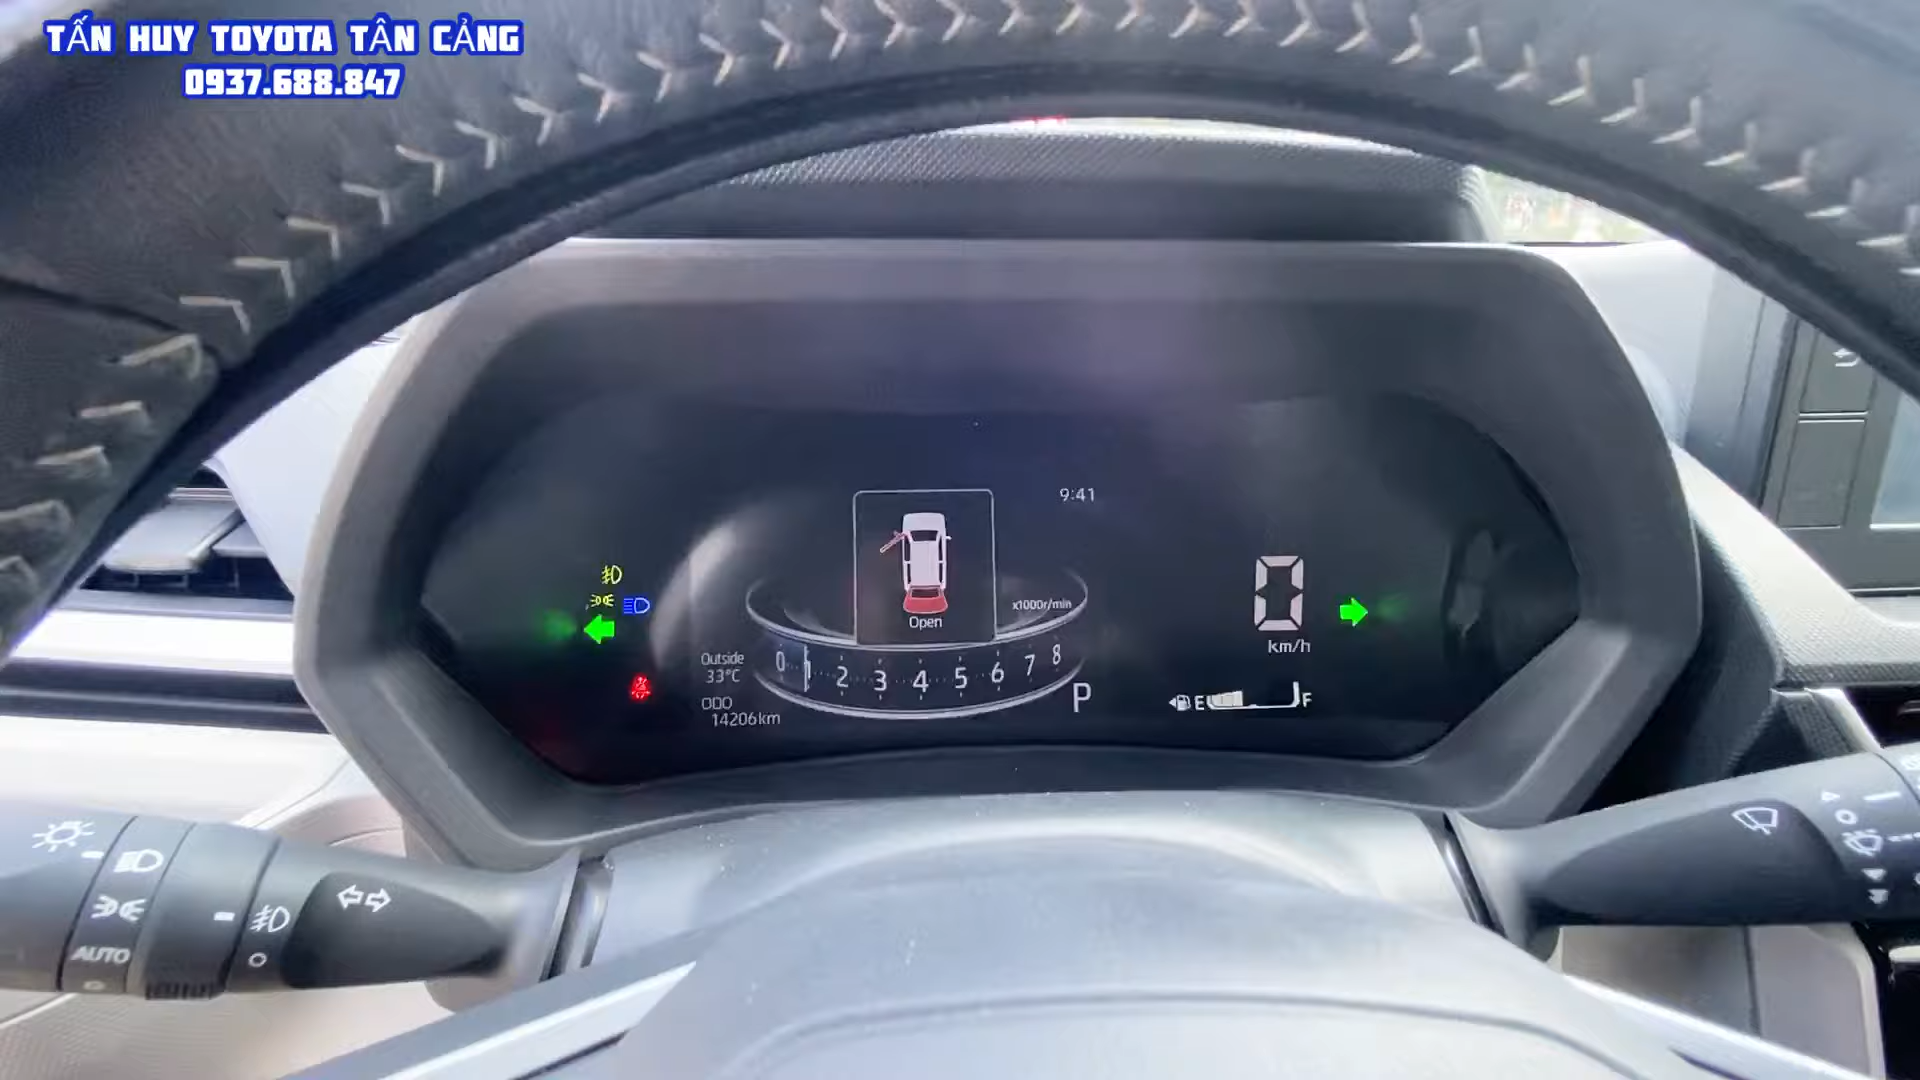 TẤN HUY TOYOTA TÂN CẢNG
0937.688.847
9:41
Open
x1000r/min
0 1 2 3 4 5 6 7 8
Outside
33°C
ODO
14206km
P
0
km/h
E F
AUTO